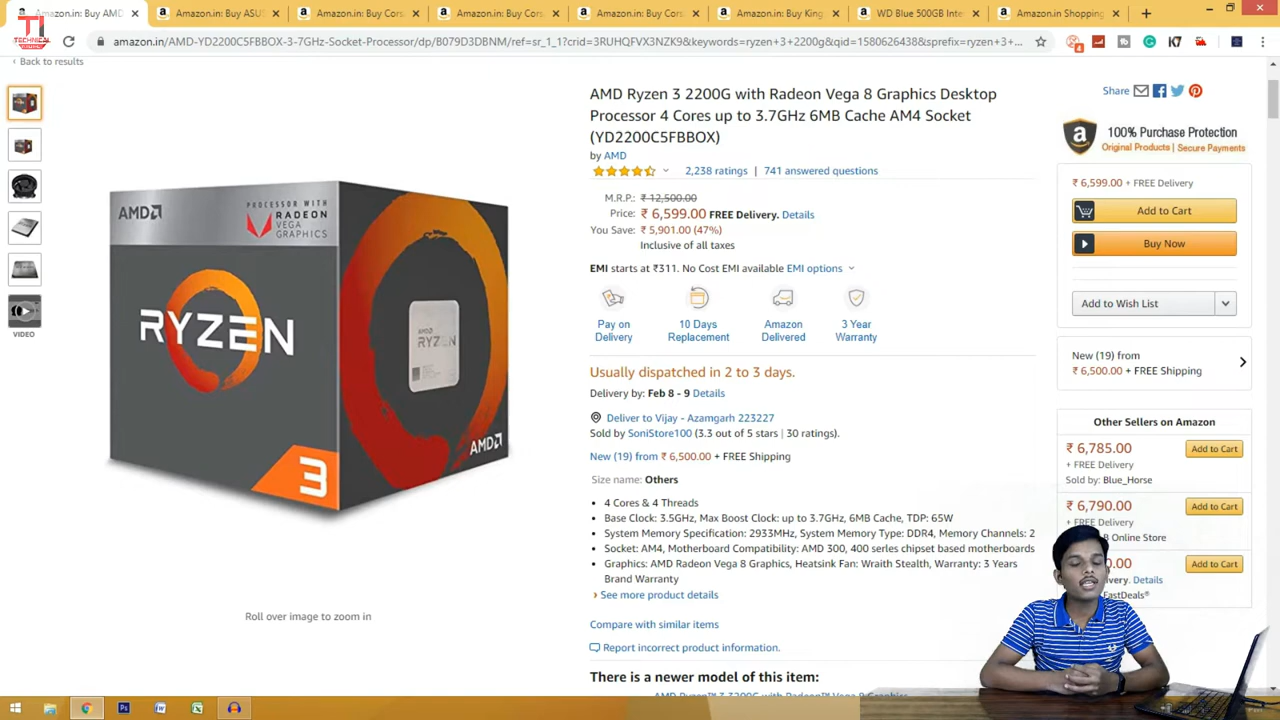 Amazon.in: Buy AMD
Amazon.in: Buy ASUS
Amazon.in: Buy Cors
Amazon.in: Buy Cors
Amazon.in: Buy Cors
Amazon.in: Buy King
WD Blue 500GB Inte
Amazon.in Shopping
TECHNICAL
amazon.in/AMD-YD2200C5FBBOX-3-7GHz-Socket-Processor/dp/B079D3DBNM/ref=sr_1_1?crid=3RUHQFVX3NZK9&keywords=ryzen+3+2200g&qid=1580626438&sprefix=ryzen+3+...
‹ Back to results
VIDEO
AMD
PROCESSOR WITH
RADEON
VEGA
GRAPHICS
RYZEN
3
AMD
RYZEN
AMD
Roll over image to zoom in
AMD Ryzen 3 2200G with Radeon Vega 8 Graphics Desktop
Processor 4 Cores up to 3.7GHz 6MB Cache AM4 Socket
(YD2200C5FBBOX)
by AMD
2,238 ratings | 741 answered questions
M.R.P.: ₹ 12,500.00
Price: ₹ 6,599.00 FREE Delivery. Details
You Save: ₹ 5,901.00 (47%)
Inclusive of all taxes
EMI starts at ₹311. No Cost EMI available EMI options
Pay on
Delivery
10 Days
Replacement
Amazon
Delivered
3 Year
Warranty
Usually dispatched in 2 to 3 days.
Delivery by: Feb 8 - 9 Details
Deliver to Vijay - Azamgarh 223227
Sold by SoniStore100 (3.3 out of 5 stars | 30 ratings).
New (19) from ₹ 6,500.00 + FREE Shipping
Size name: Others
• 4 Cores & 4 Threads
• Base Clock: 3.5GHz, Max Boost Clock: up to 3.7GHz, 6MB Cache, TDP: 65W
• System Memory Specification: 2933MHz, System Memory Type: DDR4, Memory Channels: 2
• Socket: AM4, Motherboard Compatibility: AMD 300, 400 series chipset based motherboards
• Graphics: AMD Radeon Vega 8 Graphics, Heatsink Fan: Wraith Stealth, Warranty: 3 Years
Brand Warranty
› See more product details
Compare with similar items
Report incorrect product information.
There is a newer model of this item:
Share
100% Purchase Protection
Original Products | Secure Payments
₹ 6,599.00 + FREE Delivery
Add to Cart
Buy Now
Add to Wish List
New (19) from
₹ 6,500.00 + FREE Shipping
Other Sellers on Amazon
₹ 6,785.00 Add to Cart
+ FREE Delivery
Sold by: Blue_Horse
₹ 6,790.00 Add to Cart
+ FREE Delivery
Online Store
.00 Add to Cart
Details
FastDeals®